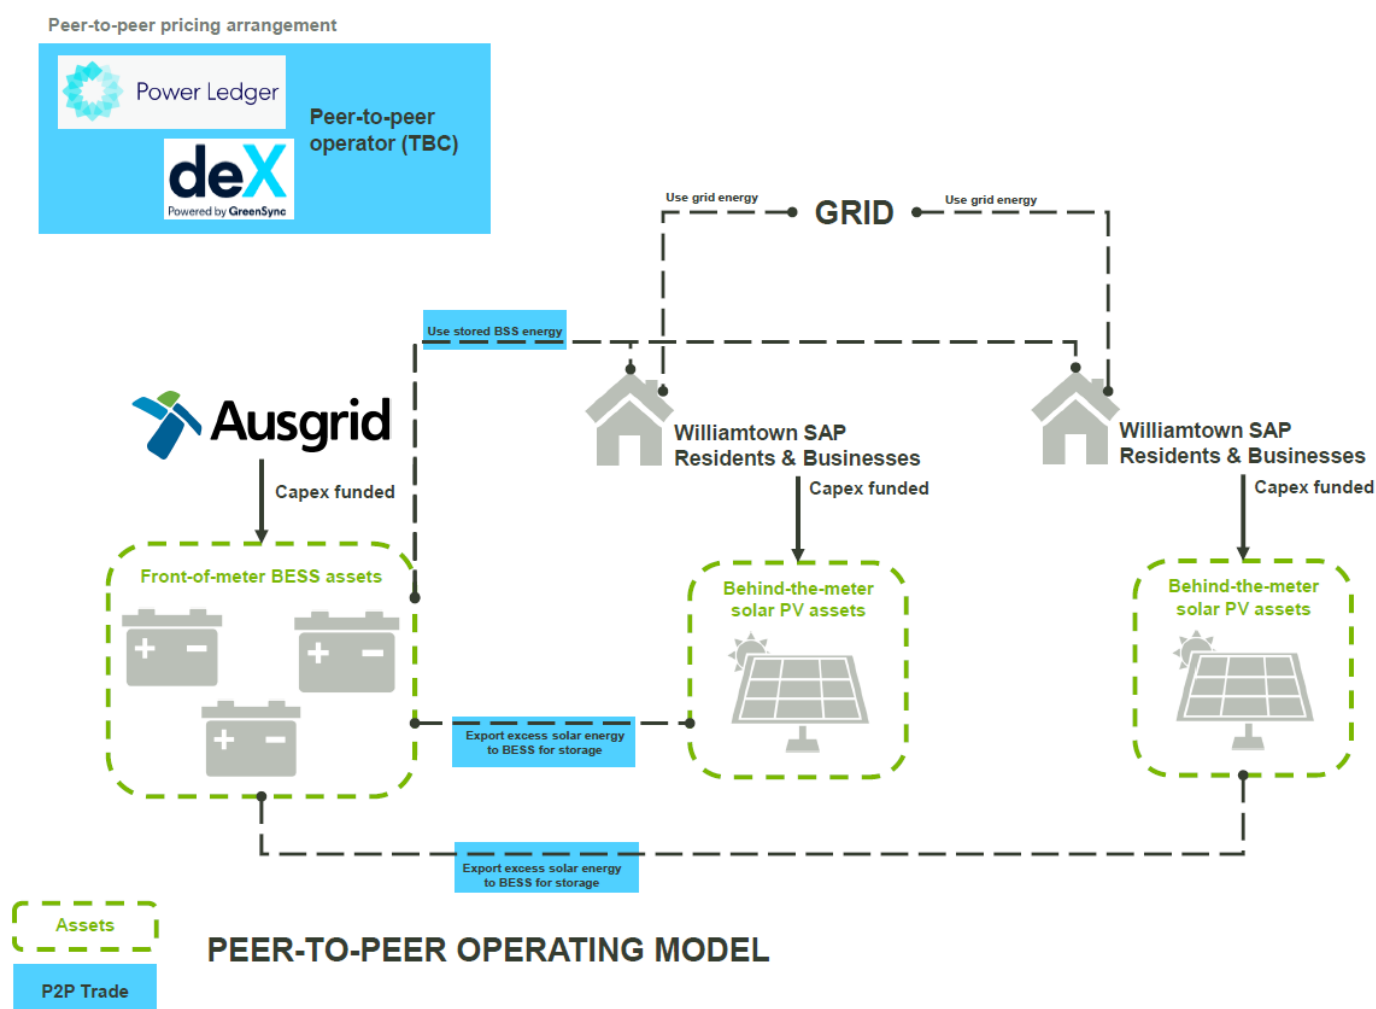 Peer-to-peer pricing arrangement
Power Ledger
Peer-to-peer
operator (TBC)
deX
Powered by GreenSync
Use grid energy
GRID
Use grid energy
Use stored BSS energy
Ausgrid
Williamtown SAP
Residents & Businesses
Williamtown SAP
Residents & Businesses
Capex funded
Capex funded
Capex funded
Front-of-meter BESS assets
Behind-the-meter
solar PV assets
Behind-the-meter
solar PV assets
Export excess solar energy
to BESS for storage
Export excess solar energy
to BESS for storage
Assets
PEER-TO-PEER OPERATING MODEL
P2P Trade